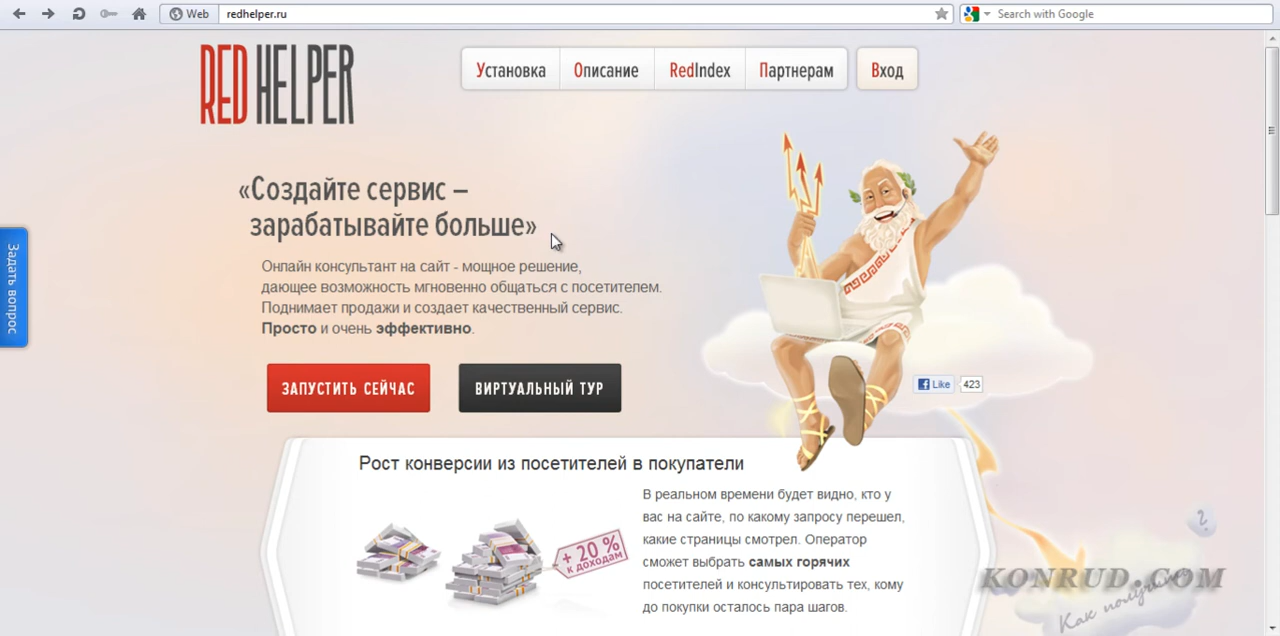 Web
redhelper.ru
Search with Google
RED HELPER
Установка
Описание
RedIndex
Партнерам
Вход
«Создайте сервис –
зарабатывайте больше»
Онлайн консультант на сайт - мощное решение,
дающее возможность мгновенно общаться с посетителем.
Поднимает продажи и создает качественный сервис.
Просто и очень эффективно.
Задать вопрос
ЗАПУСТИТЬ СЕЙЧАС
ВИРТУАЛЬНЫЙ ТУР
Like
423
Рост конверсии из посетителей в покупатели
В реальном времени будет видно, кто у
вас на сайте, по какому запросу перешел,
какие страницы смотрел. Оператор
сможет выбрать самых горячих
посетителей и консультировать тех, кому
до покупки осталось пара шагов.
+ 20 %
к доходам
?
KONRUD.COM
Как